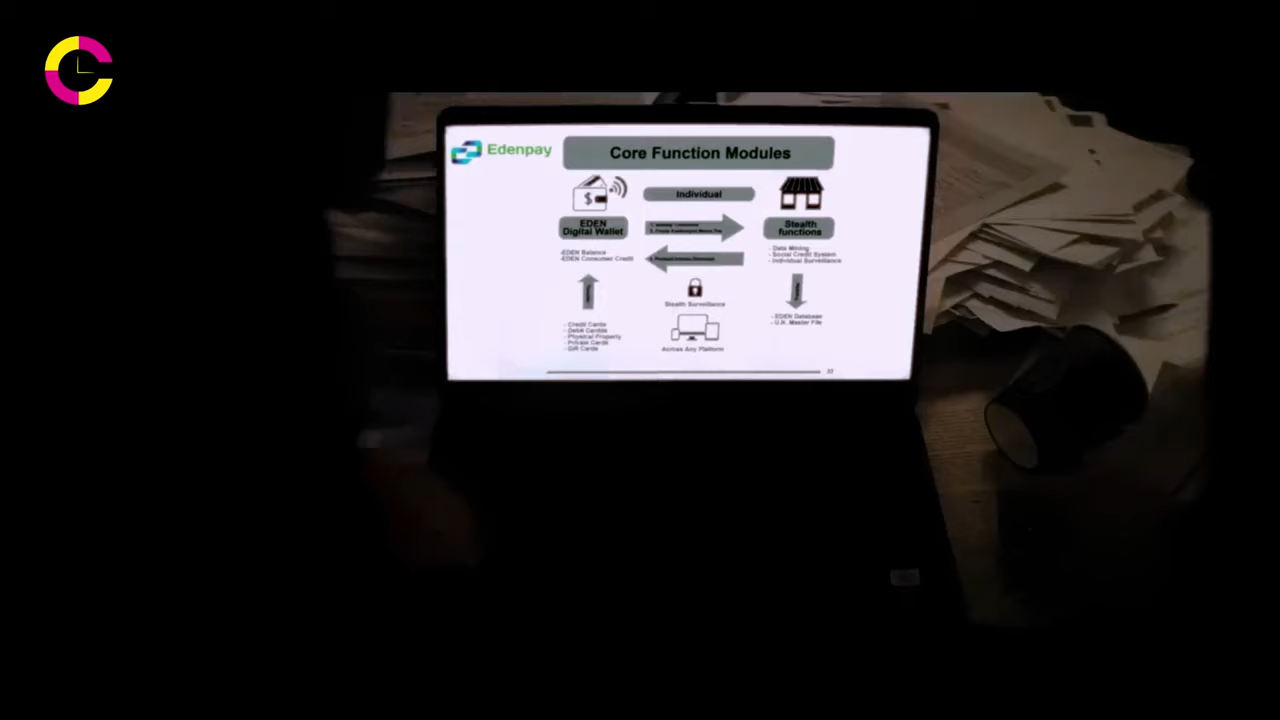 Edenpay
Core Function Modules
Individual
EDEN
Digital Wallet
Stealth
functions
-EDEN Balance
-EDEN Consumer Credit
- Data Mining
- Social Credit System
- Individual Surveillance
Stealth Surveillance
- EDEN Database
- U.N. Master File
- Credit Cards
- Debit Cards
- Physical Property
- Private Cards
- Gift Cards
Across Any Platform